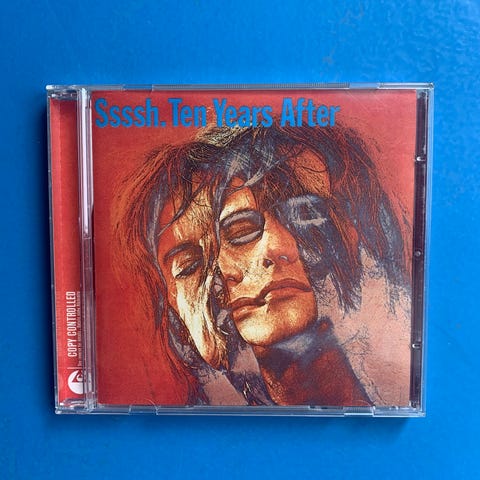 Ssssh. Ten Years After
COPY CONTROLLED